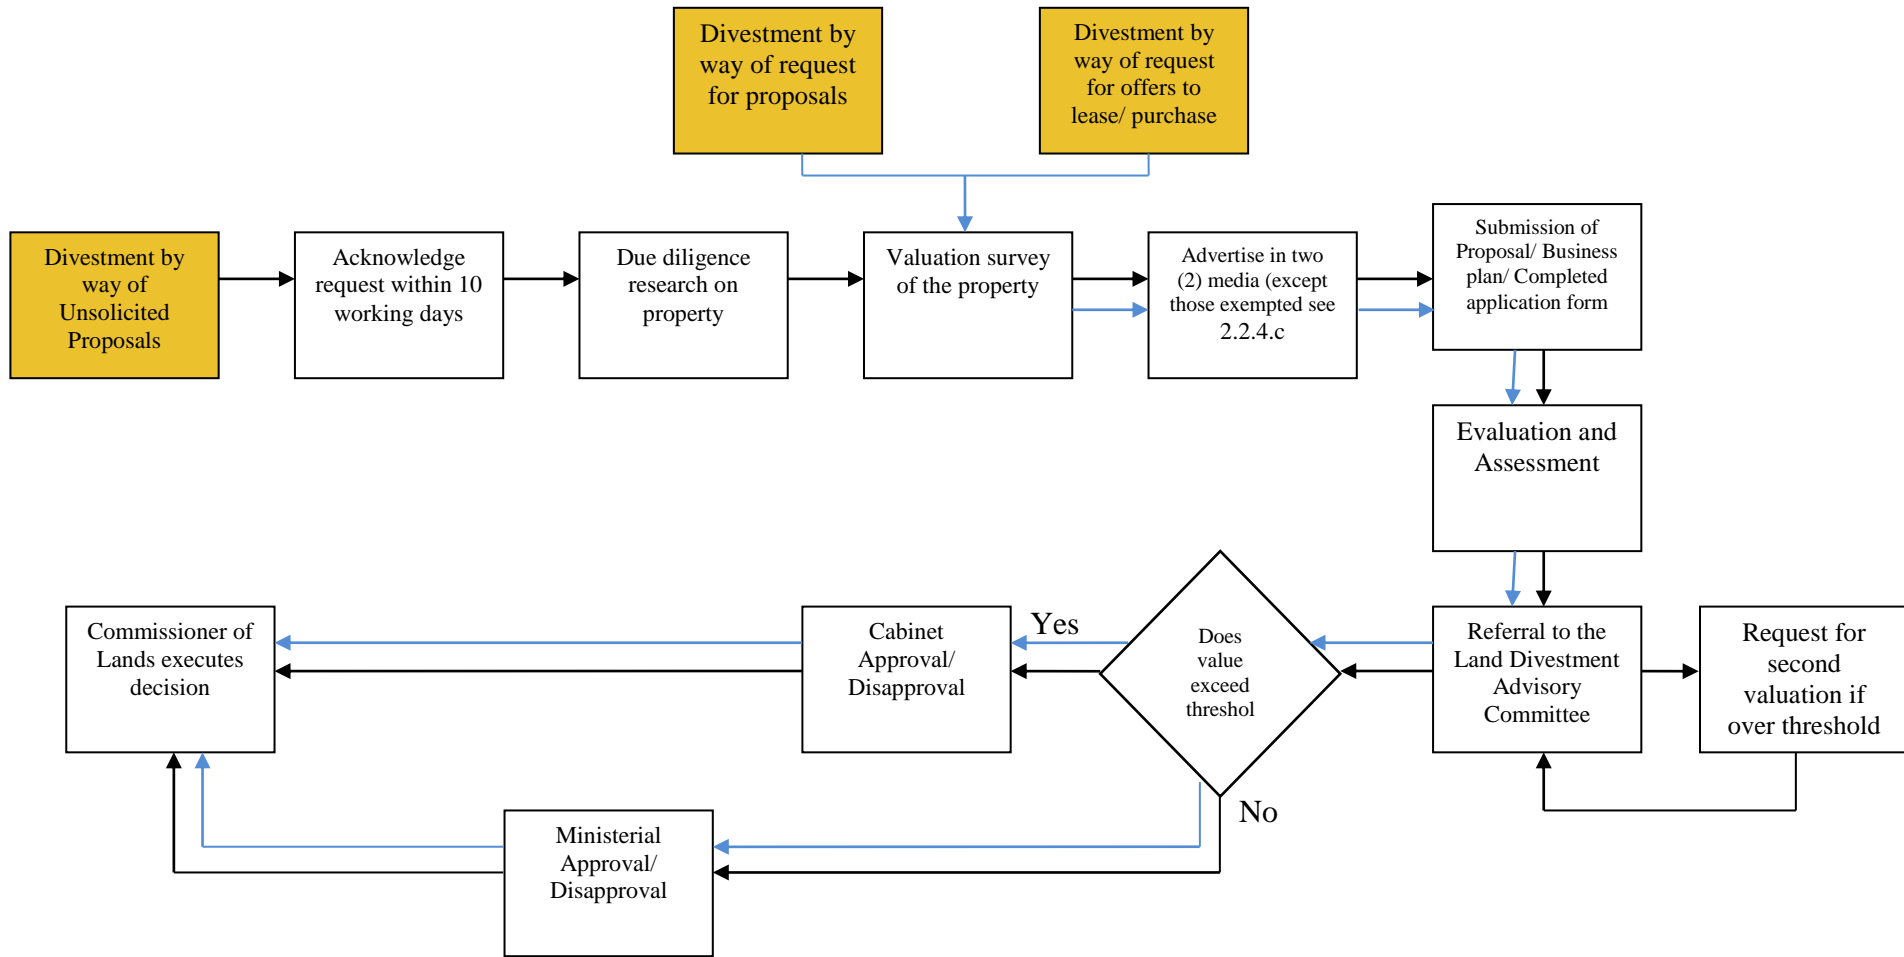 Divestment by
way of request
for proposals
Divestment by
way of request
for offers to
lease/ purchase
Divestment by
way of
Unsolicited
Proposals
Acknowledge
request within 10
working days
Due diligence
research on
property
Valuation survey
of the property
Advertise in two
(2) media (except
those exempted see
2.2.4.c
Submission of
Proposal/ Business
plan/ Completed
application form
Evaluation and
Assessment
Commissioner of
Lands executes
decision
Cabinet
Approval/
Disapproval
Yes
Does
value
exceed
threshol
No
Referral to the
Land Divestment
Advisory
Committee
Request for
second
valuation if
over threshold
Ministerial
Approval/
Disapproval